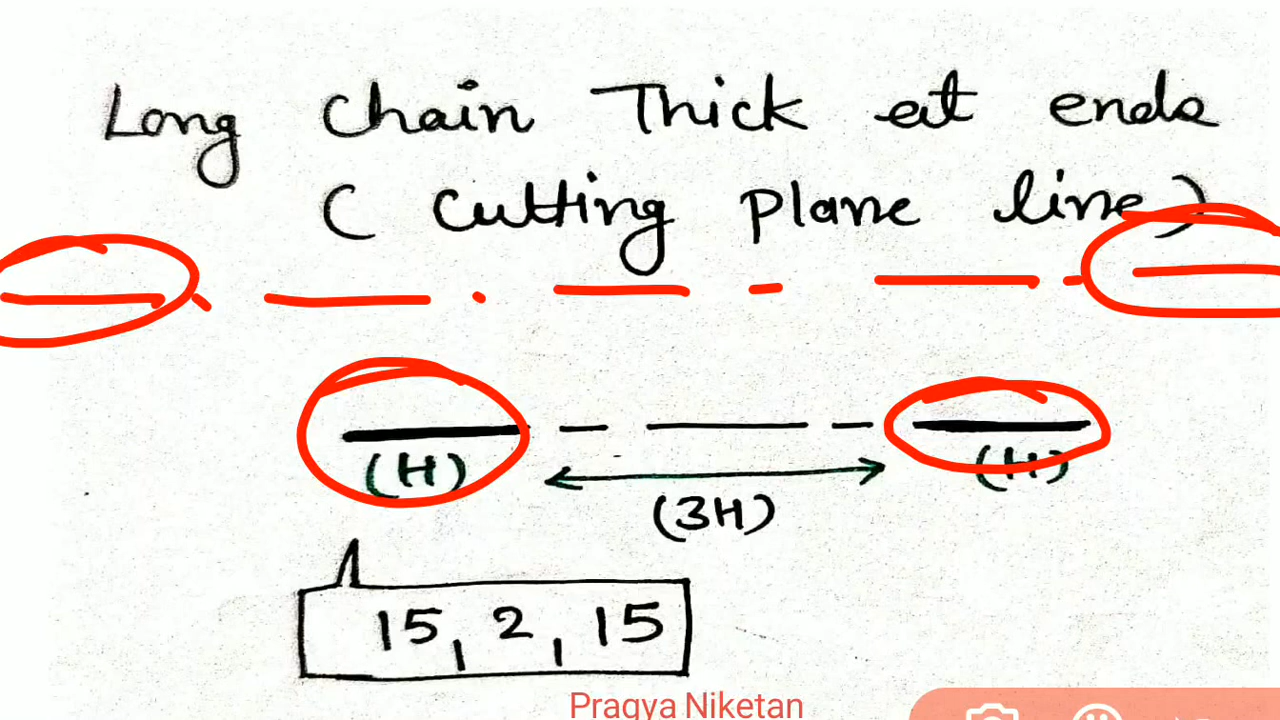 Long Chain Thick at ends
( Cutting plane line )
(H) (H)
(3H)
15, 2, 15
Pragya Niketan